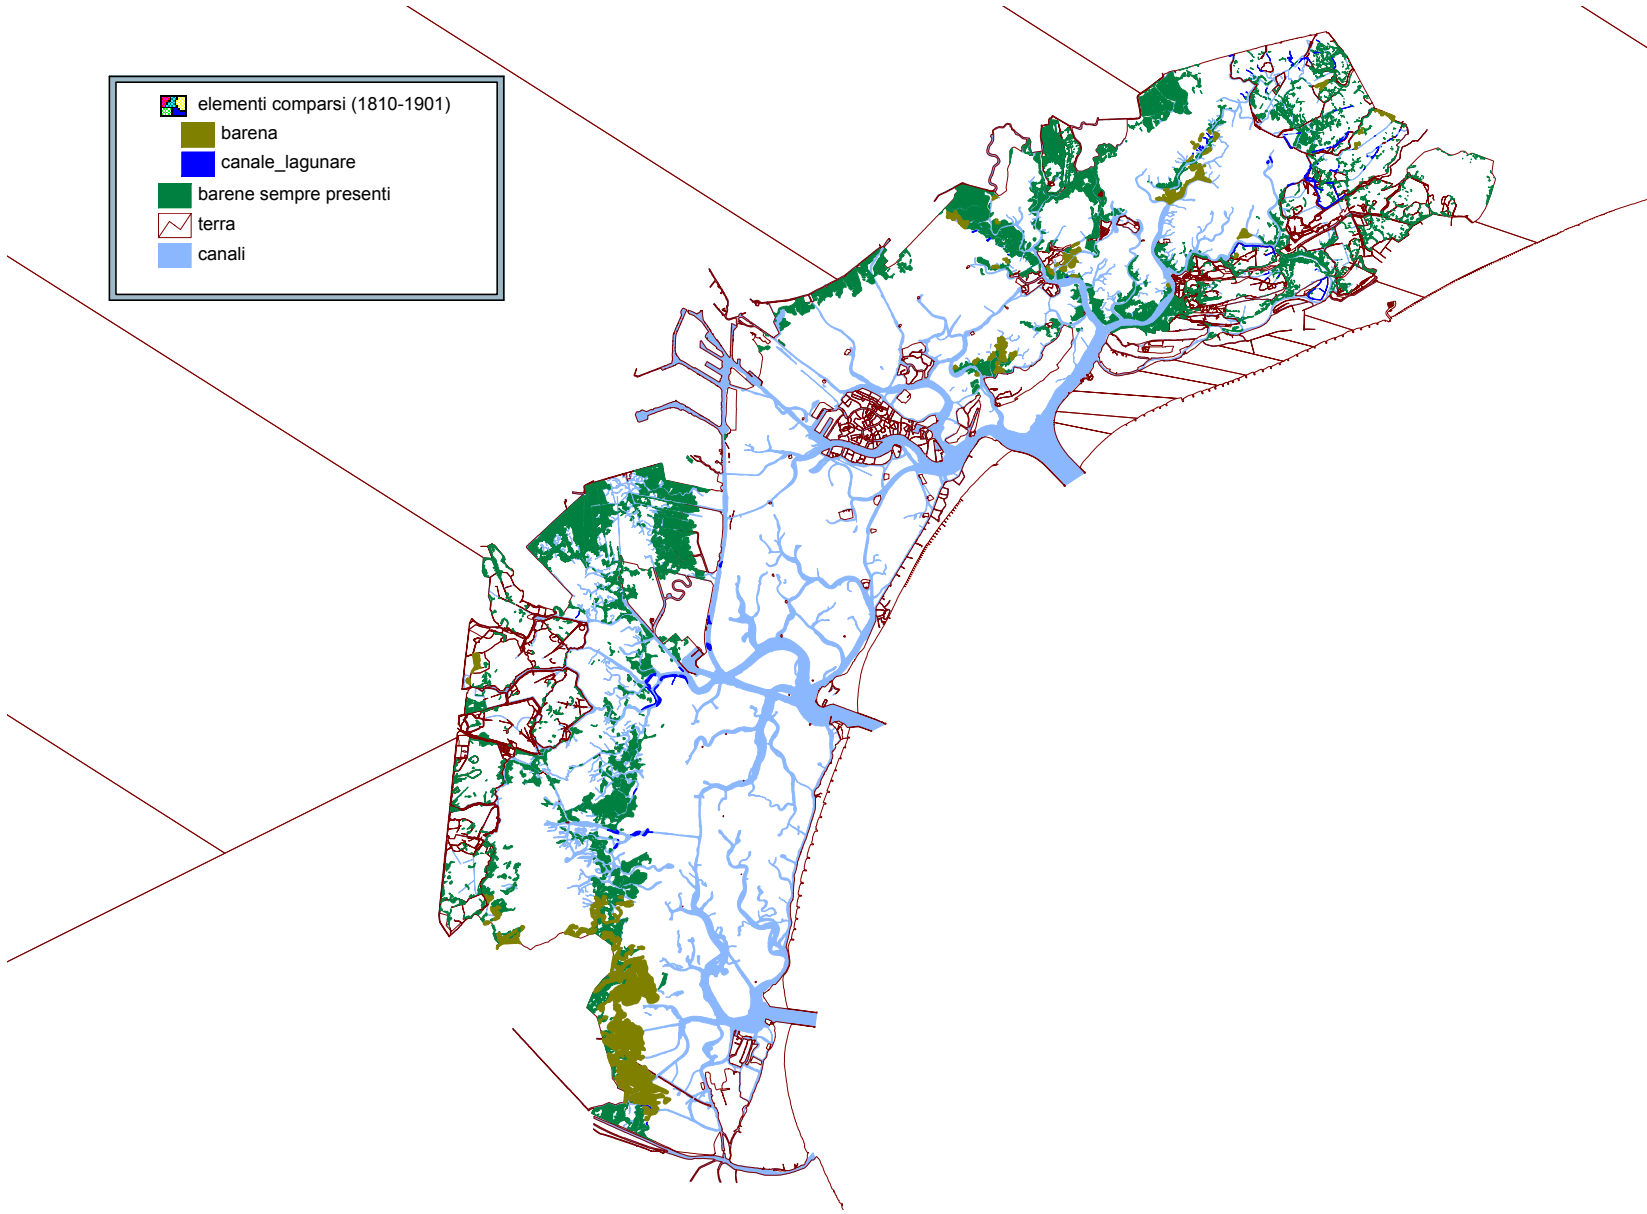 elementi comparsi (1810-1901)
barena
canale_lagunare
barene sempre presenti
terra
canali